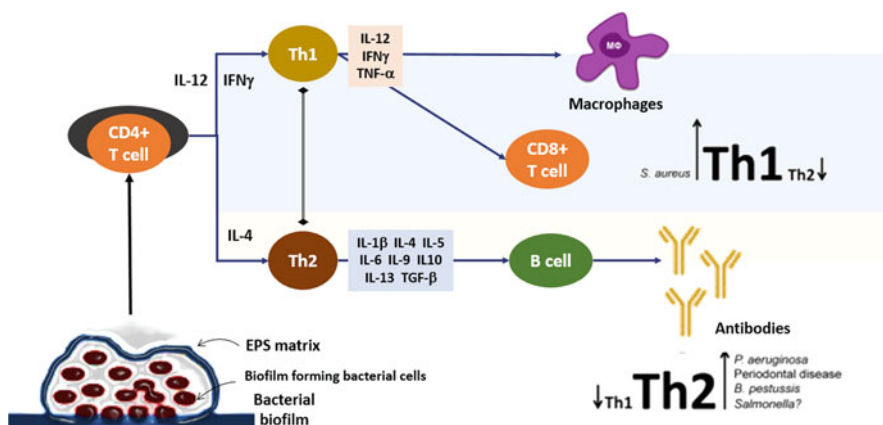 IL-12
IFNγ
Th1
IL-12
IFNγ
TNF-α
MΦ
Macrophages
CD4+
T cell
CD8+
T cell
S. aureus
Th1
Th2
IL-4
Th2
IL-1β IL-4 IL-5
IL-6 IL-9 IL10
IL-13 TGF-β
B cell
Antibodies
EPS matrix
Biofilm forming bacterial cells
Bacterial
biofilm
Th1
Th2
P. aeruginosa
Periodontal disease
B. pestussis
Salmonella?